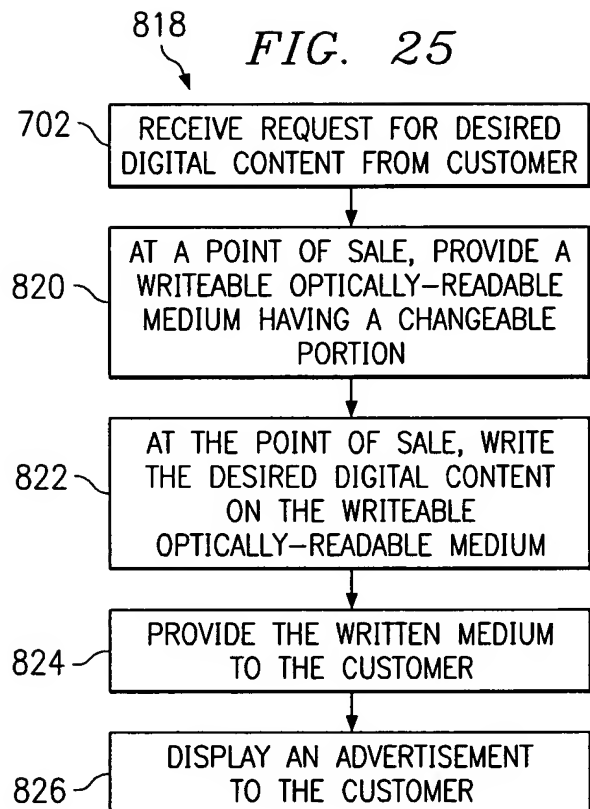 818
FIG. 25
702
RECEIVE REQUEST FOR DESIRED
DIGITAL CONTENT FROM CUSTOMER
820
AT A POINT OF SALE, PROVIDE A
WRITEABLE OPTICALLY-READABLE
MEDIUM HAVING A CHANGEABLE
PORTION
822
AT THE POINT OF SALE, WRITE
THE DESIRED DIGITAL CONTENT
ON THE WRITEABLE
OPTICALLY-READABLE MEDIUM
824
PROVIDE THE WRITTEN MEDIUM
TO THE CUSTOMER
826
DISPLAY AN ADVERTISEMENT
TO THE CUSTOMER